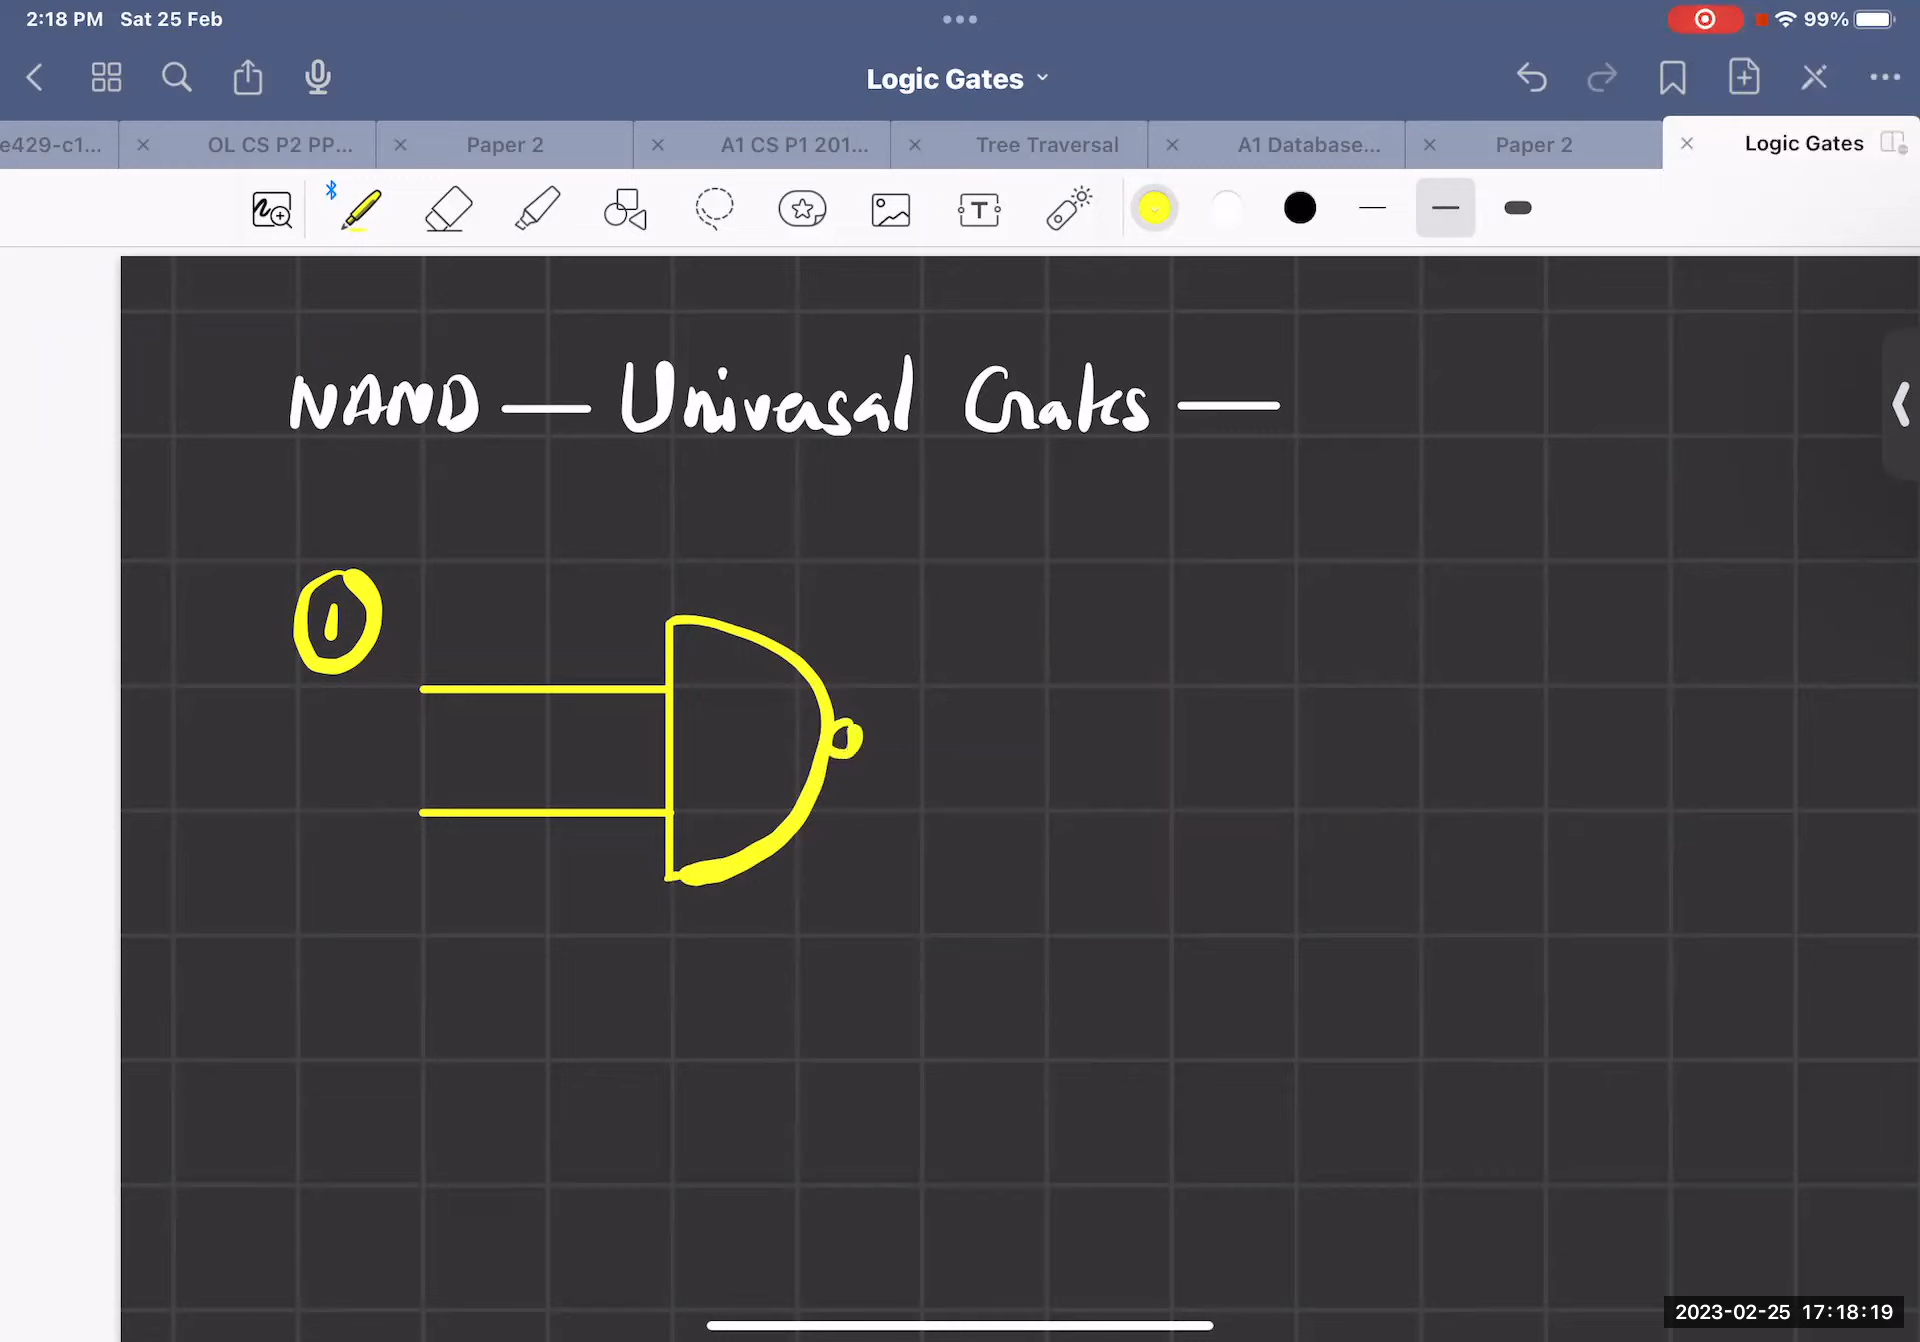 2:18 PM Sat 25 Feb
99%
Logic Gates
e429-c1...
OL CS P2 PP...
Paper 2
A1 CS P1 201...
Tree Traversal
A1 Database...
Paper 2
Logic Gates
T
NAND — Universal Gates —
1
2023-02-25 17:18:19